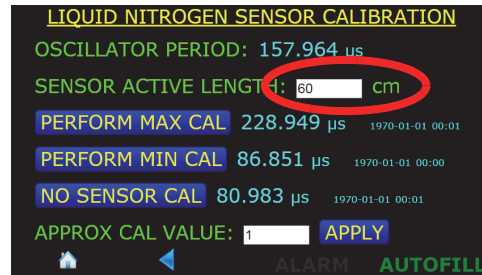 LIQUID NITROGEN SENSOR CALIBRATION
OSCILLATOR PERIOD: 157.964 µs
SENSOR ACTIVE LENGTH: 60 cm
PERFORM MAX CAL 228.949 µs 1970-01-01 00:01
PERFORM MIN CAL 86.851 µs 1970-01-01 00:00
NO SENSOR CAL 80.983 µs 1970-01-01 00:01
APPROX CAL VALUE: 1 APPLY
ALARM AUTOFILL